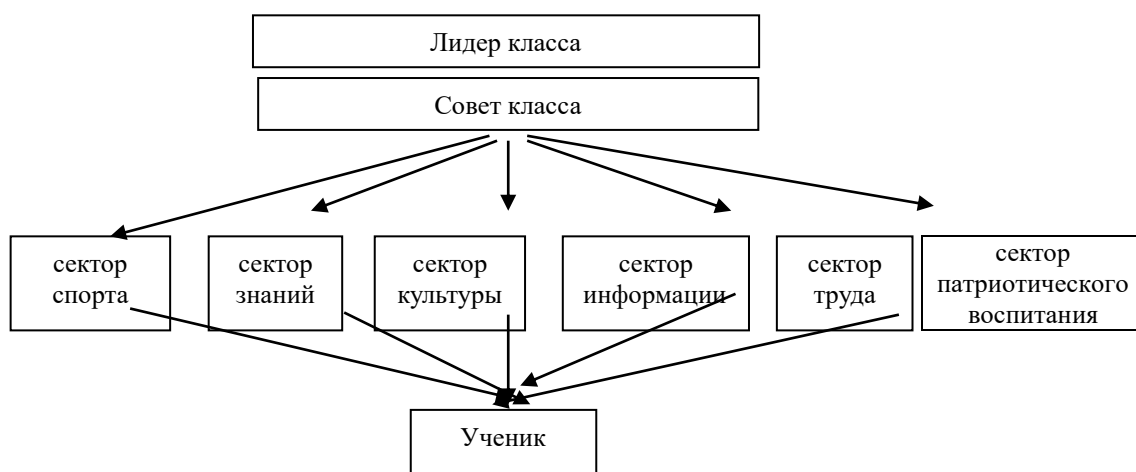 Лидер класса
Совет класса
сектор
спорта
сектор
знаний
сектор
культуры
сектор
информации
сектор
труда
сектор
патриотического
воспитания
Ученик